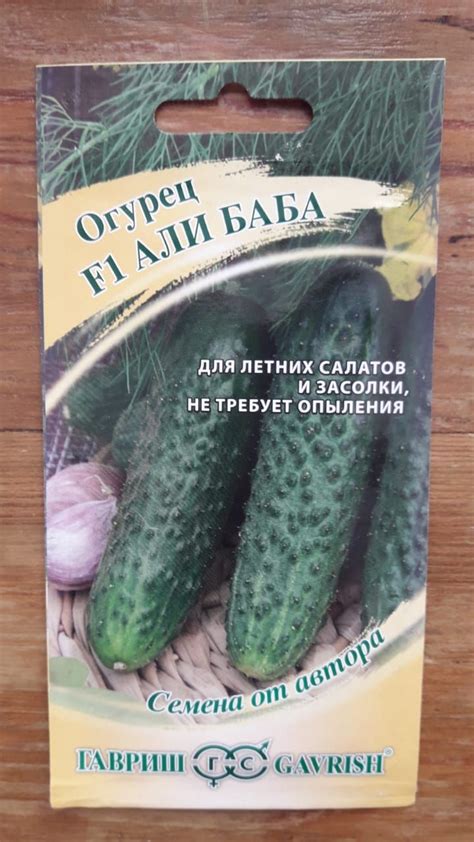 Огурец
F1 АЛИ БАБА
ДЛЯ ЛЕТНИХ САЛАТОВ
И ЗАСОЛКИ,
НЕ ТРЕБУЕТ ОПЫЛЕНИЯ
Семена от автора
ГАВРИШ Г С GAVRISH®